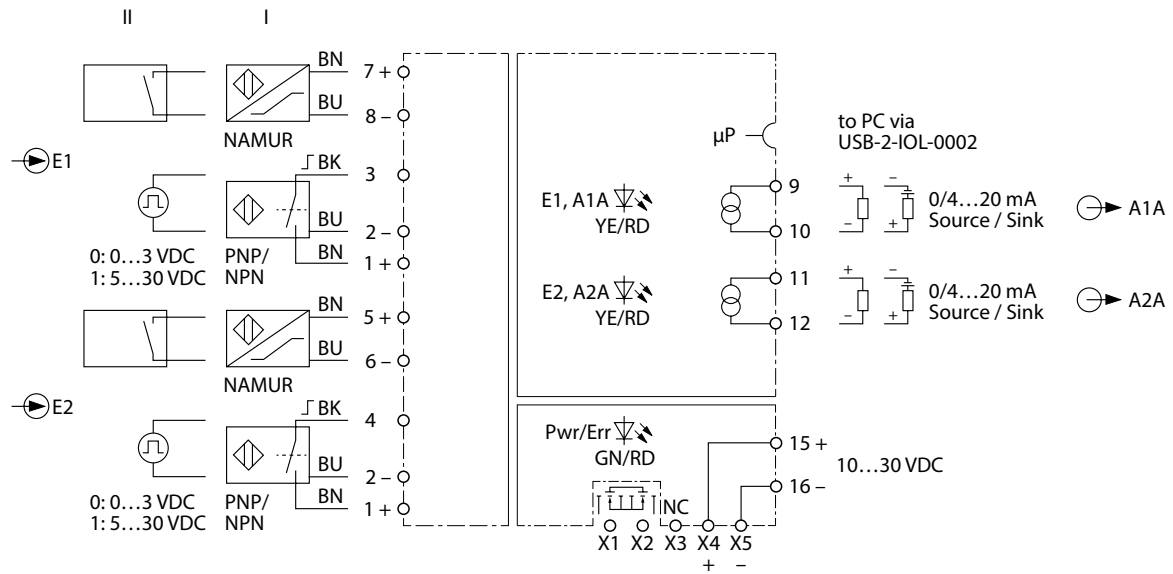 II
I
BN
7 +
BU
8 –
NAMUR
E1
BK
3
BU
2 –
BN
1 +
0: 0…3 VDC
1: 5…30 VDC
PNP/
NPN
BN
5 +
BU
6 –
NAMUR
E2
BK
4
BU
2 –
BN
1 +
0: 0…3 VDC
1: 5…30 VDC
PNP/
NPN
µP
to PC via
USB-2-IOL-0002
E1, A1A
YE/RD
9
10
+
–
–
+
0/4…20 mA
Source / Sink
A1A
E2, A2A
YE/RD
11
12
+
–
–
+
0/4…20 mA
Source / Sink
A2A
Pwr/Err
GN/RD
15 +
10…30 VDC
16 –
NC
X1 X2 X3 X4 X5
+ –